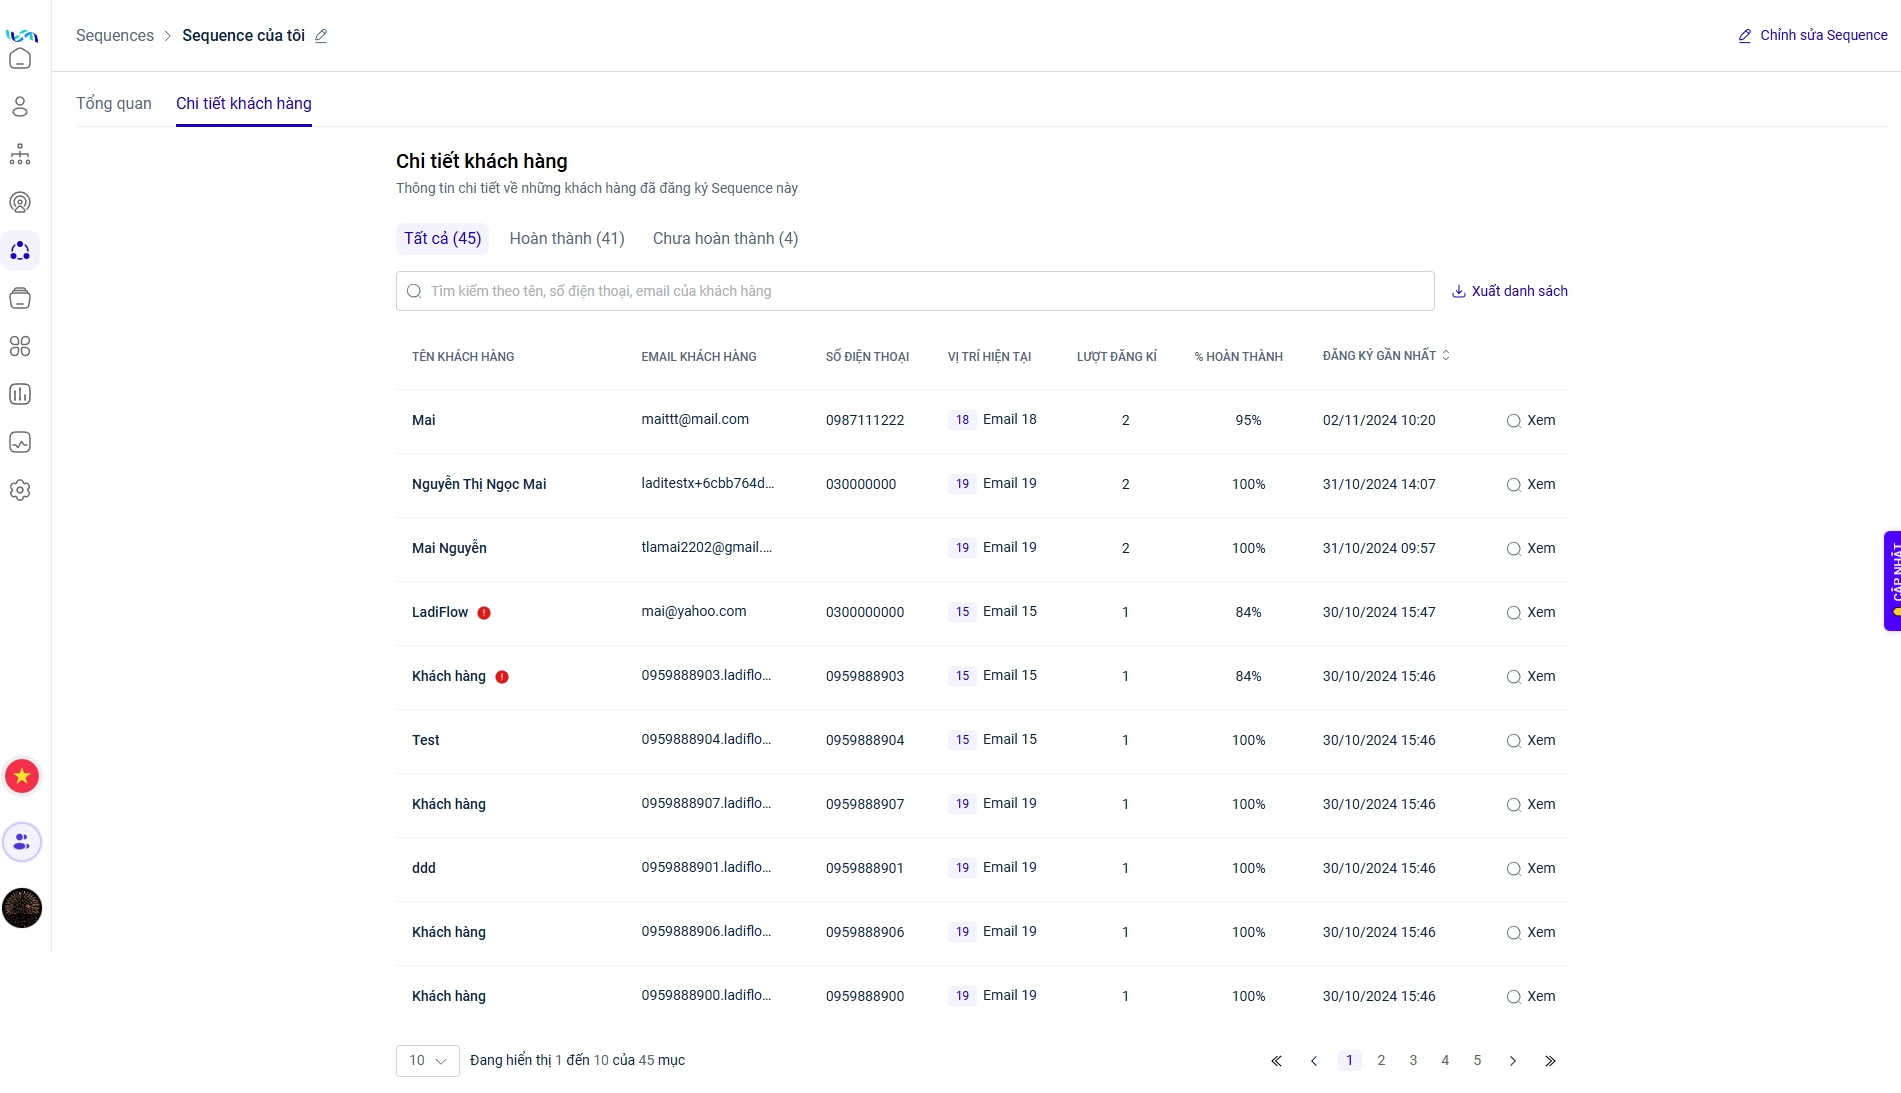 Sequences > Sequence của tôi
Chỉnh sửa Sequence
Tổng quan
Chi tiết khách hàng
Chi tiết khách hàng
Thông tin chi tiết về những khách hàng đã đăng ký Sequence này
Tất cả (45) Hoàn thành (41) Chưa hoàn thành (4)
Tìm kiếm theo tên, số điện thoại, email của khách hàng
Xuất danh sách
TÊN KHÁCH HÀNG EMAIL KHÁCH HÀNG SỐ ĐIỆN THOẠI VỊ TRÍ HIỆN TẠI LƯỢT ĐĂNG KÍ % HOÀN THÀNH ĐĂNG KÝ GẦN NHẤT
Mai maittt@mail.com 0987111222 18 Email 18 2 95% 02/11/2024 10:20 Xem
Nguyễn Thị Ngọc Mai laditestx+6cbb764d... 030000000 19 Email 19 2 100% 31/10/2024 14:07 Xem
Mai Nguyễn tlamai2202@gmail.... 19 Email 19 2 100% 31/10/2024 09:57 Xem
LadiFlow mai@yahoo.com 0300000000 15 Email 15 1 84% 30/10/2024 15:47 Xem
Khách hàng 0959888903.ladiflo... 0959888903 15 Email 15 1 84% 30/10/2024 15:46 Xem
Test 0959888904.ladiflo... 0959888904 15 Email 15 1 100% 30/10/2024 15:46 Xem
Khách hàng 0959888907.ladiflo... 0959888907 19 Email 19 1 100% 30/10/2024 15:46 Xem
ddd 0959888901.ladiflo... 0959888901 19 Email 19 1 100% 30/10/2024 15:46 Xem
Khách hàng 0959888906.ladiflo... 0959888906 19 Email 19 1 100% 30/10/2024 15:46 Xem
Khách hàng 0959888900.ladiflo... 0959888900 19 Email 19 1 100% 30/10/2024 15:46 Xem
10 Đang hiển thị 1 đến 10 của 45 mục
« < 1 2 3 4 5 > »
CẬP NHẬT